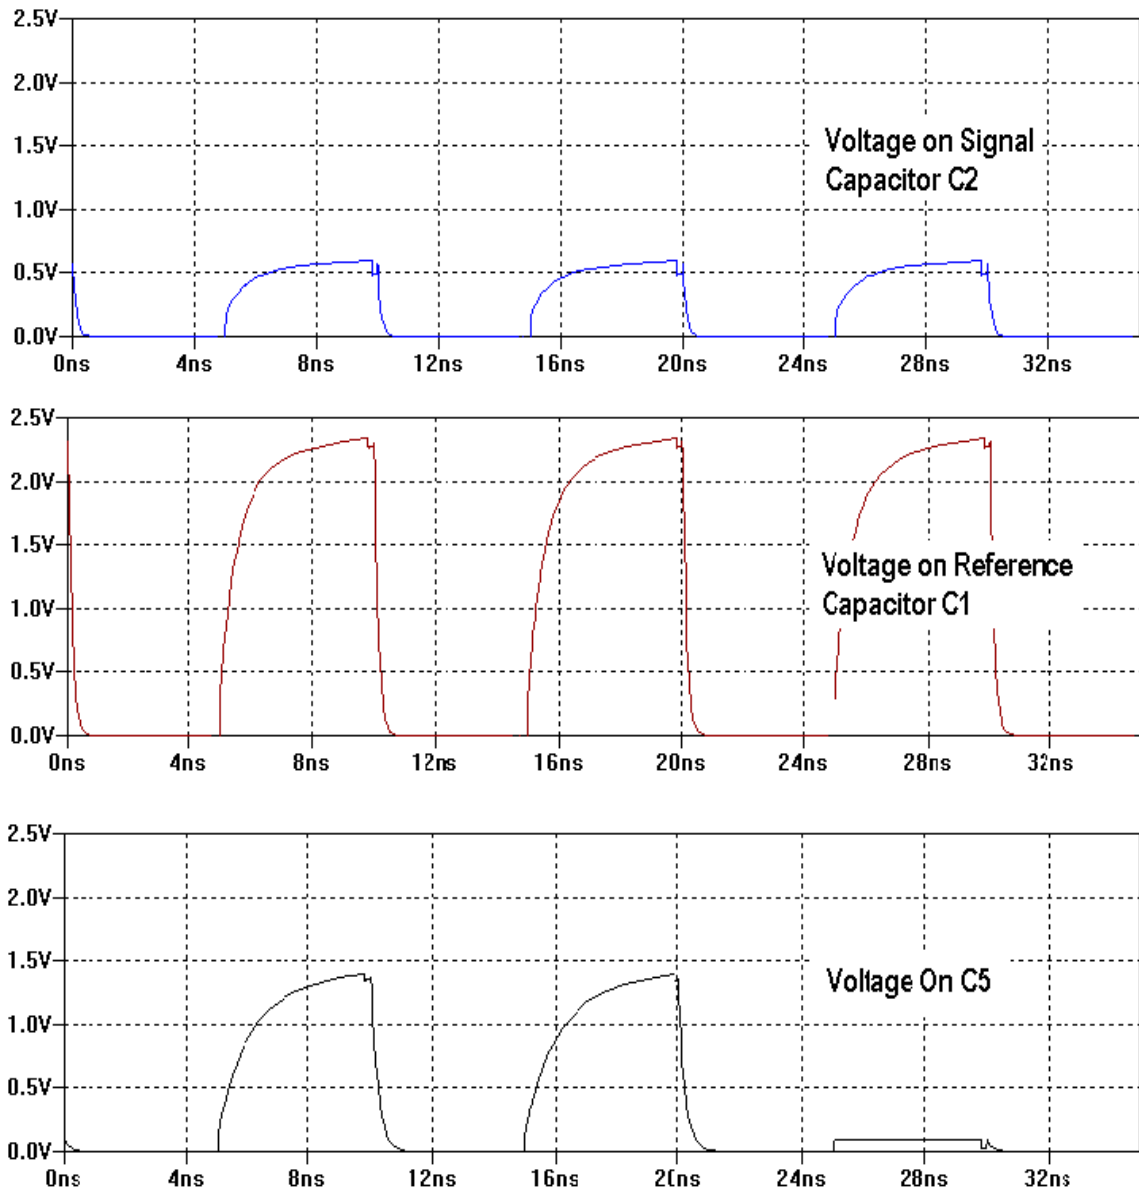 2.5V
2.0V
1.5V
1.0V
0.5V
0.0V
Voltage on Signal
Capacitor C2
0ns 4ns 8ns 12ns 16ns 20ns 24ns 28ns 32ns
2.5V
2.0V
1.5V
1.0V
0.5V
0.0V
Voltage on Reference
Capacitor C1
0ns 4ns 8ns 12ns 16ns 20ns 24ns 28ns 32ns
2.5V
2.0V
1.5V
1.0V
0.5V
0.0V
Voltage On C5
0ns 4ns 8ns 12ns 16ns 20ns 24ns 28ns 32ns